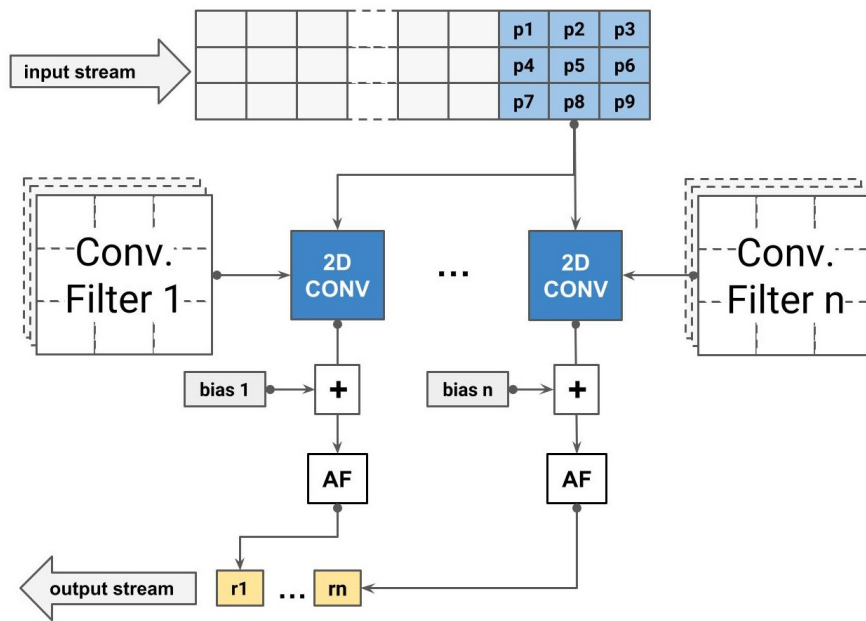 p1 p2 p3
input stream
p4 p5 p6
p7 p8 p9
Conv.
Filter 1
2D
CONV
...
2D
CONV
Conv.
Filter n
bias 1
+
bias n
+
AF
AF
output stream
r1
...
rn